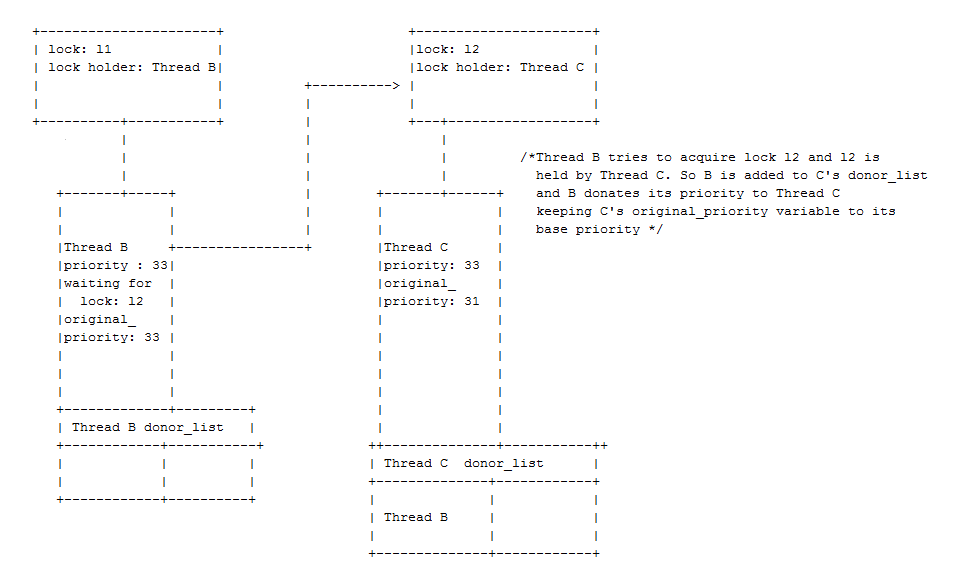 lock: l1
lock holder: Thread B
lock: l2
lock holder: Thread C
/*Thread B tries to acquire lock l2 and l2 is
held by Thread C. So B is added to C's donor_list
and B donates its priority to Thread C
keeping C's original_priority variable to its
base priority */
Thread B
priority : 33
waiting for
lock: l2
original_
priority: 33
Thread C
priority: 33
original_
priority: 31
Thread B donor_list
Thread C  donor_list
Thread B